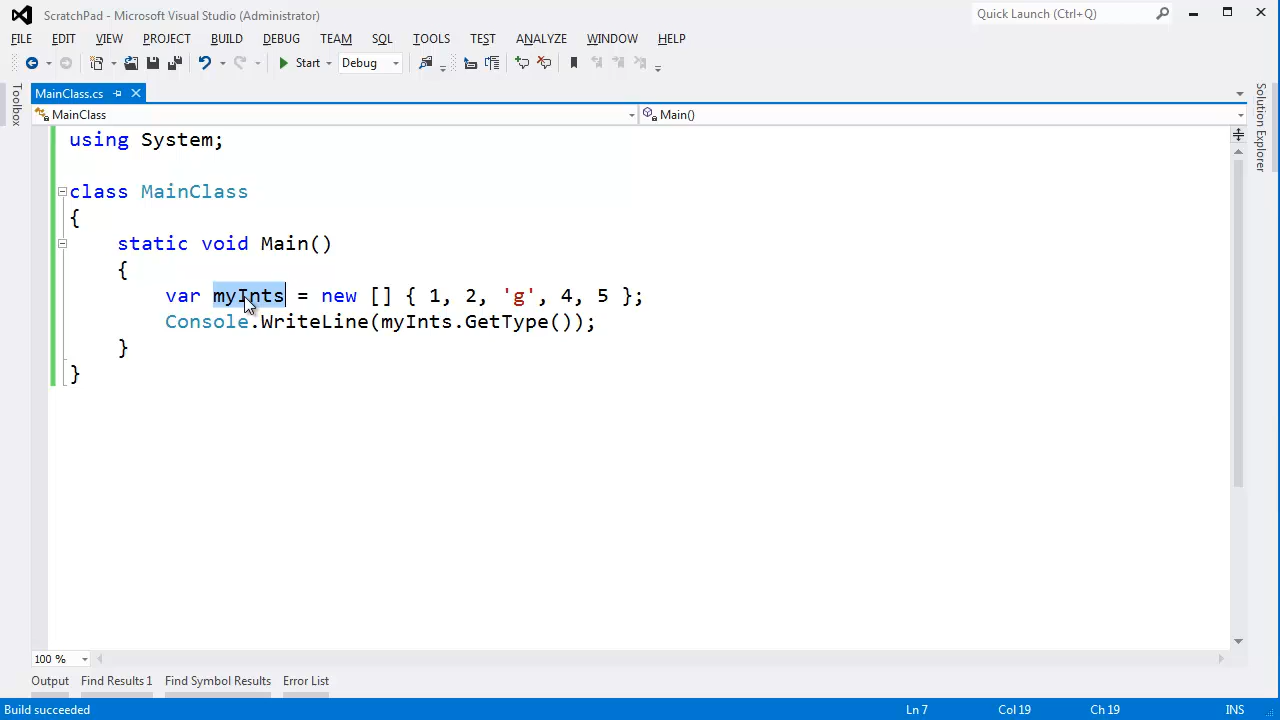 ScratchPad - Microsoft Visual Studio (Administrator)
Quick Launch (Ctrl+Q)
FILE EDIT VIEW PROJECT BUILD DEBUG TEAM SQL TOOLS TEST ANALYZE WINDOW HELP
Start Debug
Toolbox
MainClass.cs
Solution Explorer
MainClass
Main()
using System;
class MainClass
{
static void Main()
{
var myInts = new [] { 1, 2, 'g', 4, 5 };
Console.WriteLine(myInts.GetType());
}
}
100 %
Output Find Results 1 Find Symbol Results Error List
Build succeeded Ln 7 Col 19 Ch 19 INS